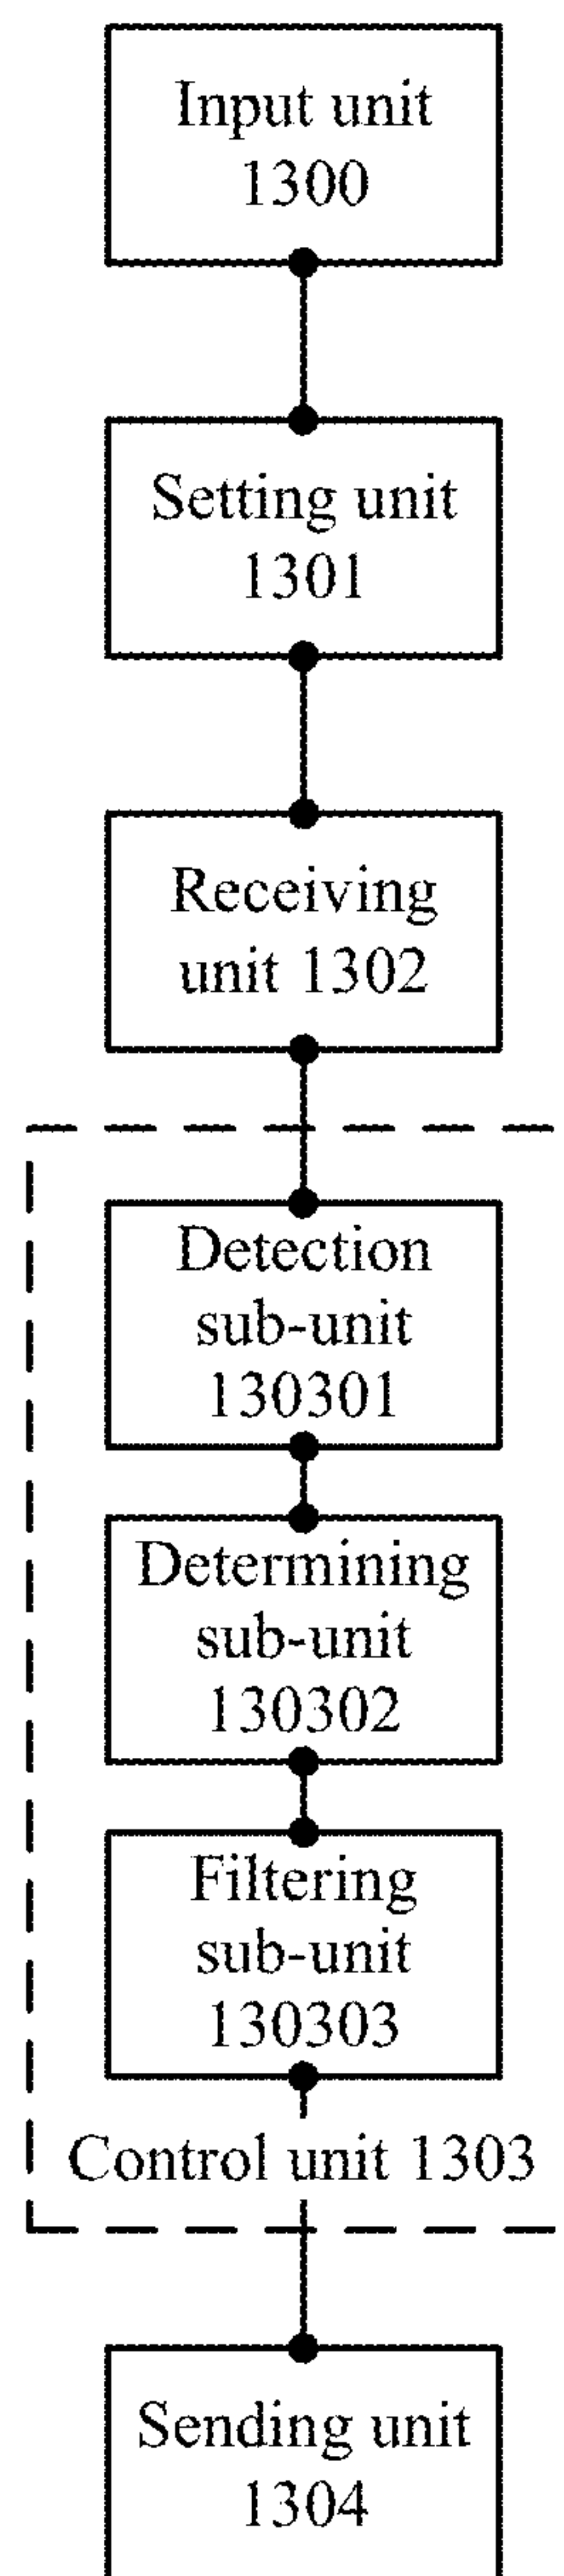 Input unit
1300
Setting unit
1301
Receiving
unit 1302
Detection
sub-unit
130301
Determining
sub-unit
130302
Filtering
sub-unit
130303
Control unit 1303
Sending unit
1304